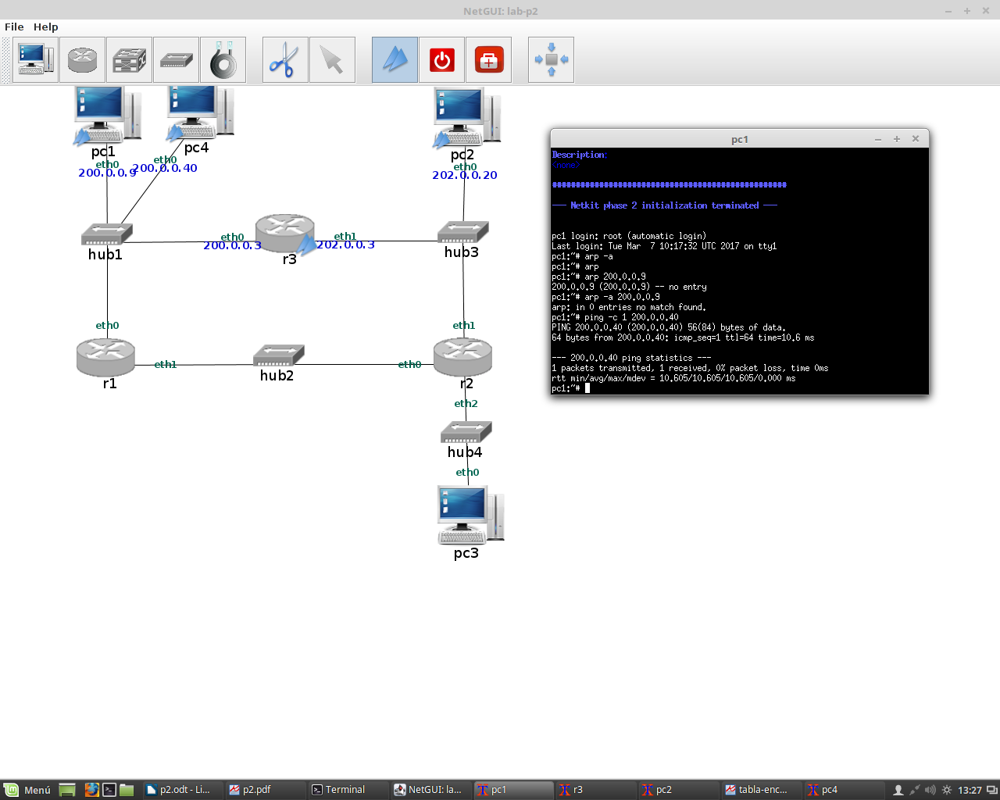 NetGUI: lab-p2
File Help
pc1
pc4
pc2
eth0
200.0.0.9
eth0
200.0.0.40
eth0
202.0.0.20
hub1
eth0
200.0.0.3
r3
eth1
202.0.0.3
hub3
eth0
eth1
r1
eth1
hub2
eth0
r2
eth2
hub4
eth0
pc3
pc1
Description:
<none>
##################################################
--- Netkit phase 2 initialization terminated ---
pc1 login: root (automatic login)
Last login: Tue Mar  7 10:17:32 UTC 2017 on tty1
pc1:~# arp -a
pc1:~# arp
pc1:~# arp 200.0.0.9
200.0.0.9 (200.0.0.9) -- no entry
pc1:~# arp -a 200.0.0.9
arp: in 0 entries no match found.
pc1:~# ping -c 1 200.0.0.40
PING 200.0.0.40 (200.0.0.40) 56(84) bytes of data.
64 bytes from 200.0.0.40: icmp_seq=1 ttl=64 time=10.6 ms
--- 200.0.0.40 ping statistics ---
1 packets transmitted, 1 received, 0% packet loss, time 0ms
rtt min/avg/max/mdev = 10.605/10.605/10.605/0.000 ms
pc1:~#
Menú p2.odt - Li... p2.pdf Terminal NetGUI: la... pc1 r3 pc2 tabla-enc... pc4 13:27